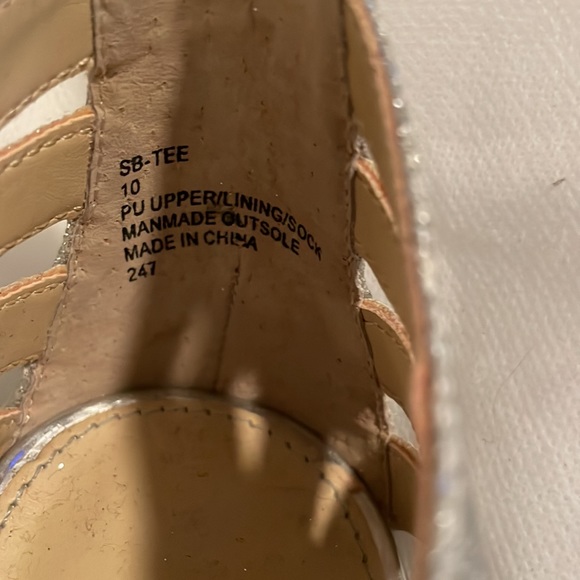 SB-TEE
10
PU UPPER/LINING/SOCK
MANMADE OUTSOLE
MADE IN CHINA
247